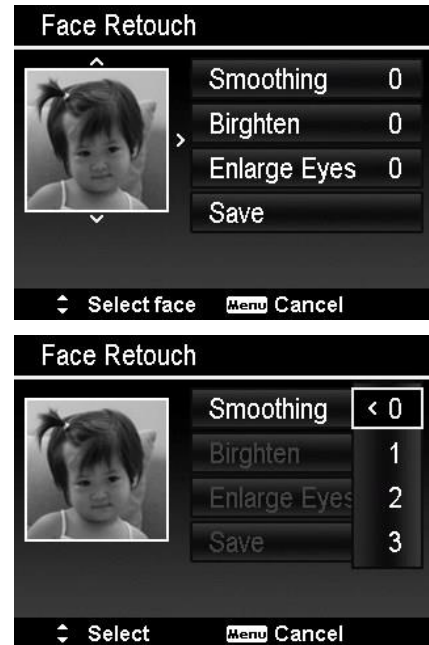 Face Retouch
Smoothing 0
Birghten 0
Enlarge Eyes 0
Save
Select face Menu Cancel
Face Retouch
Smoothing < 0
Birghten 1
Enlarge Eyes 2
Save 3
Select Menu Cancel